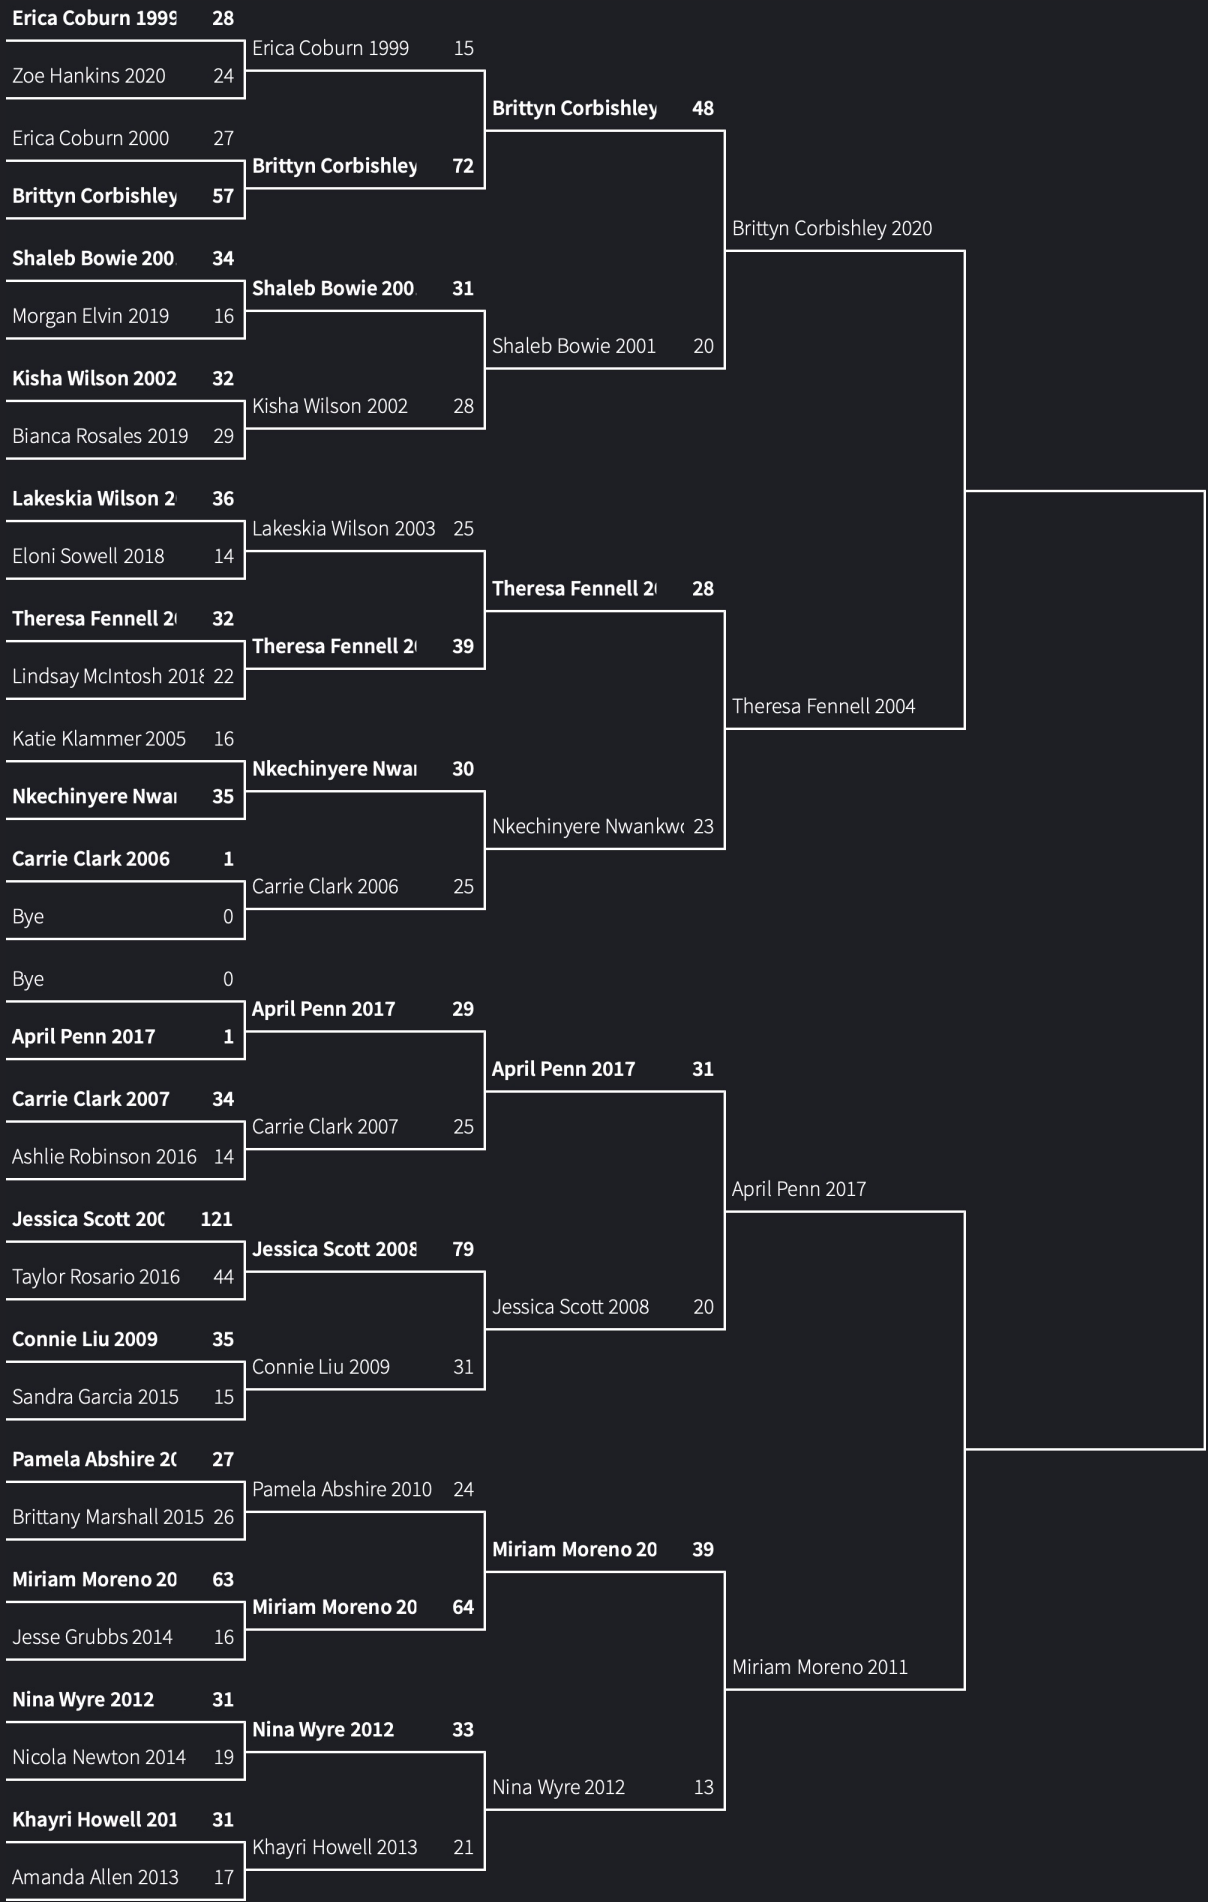 Erica Coburn 1999 28
Zoe Hankins 2020 24
Erica Coburn 2000 27
Brittyn Corbishley 57
Shaleb Bowie 200 34
Morgan Elvin 2019 16
Kisha Wilson 2002 32
Bianca Rosales 2019 29
Lakeskia Wilson 2 36
Eloni Sowell 2018 14
Theresa Fennell 20 32
Lindsay McIntosh 2018 22
Katie Klammer 2005 16
Nkechinyere Nwan 35
Carrie Clark 2006 1
Bye 0
Bye 0
April Penn 2017 1
Carrie Clark 2007 34
Ashlie Robinson 2016 14
Jessica Scott 200 121
Taylor Rosario 2016 44
Connie Liu 2009 35
Sandra Garcia 2015 15
Pamela Abshire 20 27
Brittany Marshall 2015 26
Miriam Moreno 20 63
Jesse Grubbs 2014 16
Nina Wyre 2012 31
Nicola Newton 2014 19
Khayri Howell 201 31
Amanda Allen 2013 17
Erica Coburn 1999 15
Brittyn Corbishley 72
Shaleb Bowie 200 31
Kisha Wilson 2002 28
Lakeskia Wilson 2003 25
Theresa Fennell 20 39
Nkechinyere Nwan 30
Carrie Clark 2006 25
April Penn 2017 29
Carrie Clark 2007 25
Jessica Scott 2008 79
Connie Liu 2009 31
Pamela Abshire 2010 24
Miriam Moreno 20 64
Nina Wyre 2012 33
Khayri Howell 2013 21
Brittyn Corbishley 48
Shaleb Bowie 2001 20
Theresa Fennell 20 28
Nkechinyere Nwankwo 23
April Penn 2017 31
Jessica Scott 2008 20
Miriam Moreno 20 39
Nina Wyre 2012 13
Brittyn Corbishley 2020
Theresa Fennell 2004
April Penn 2017
Miriam Moreno 2011